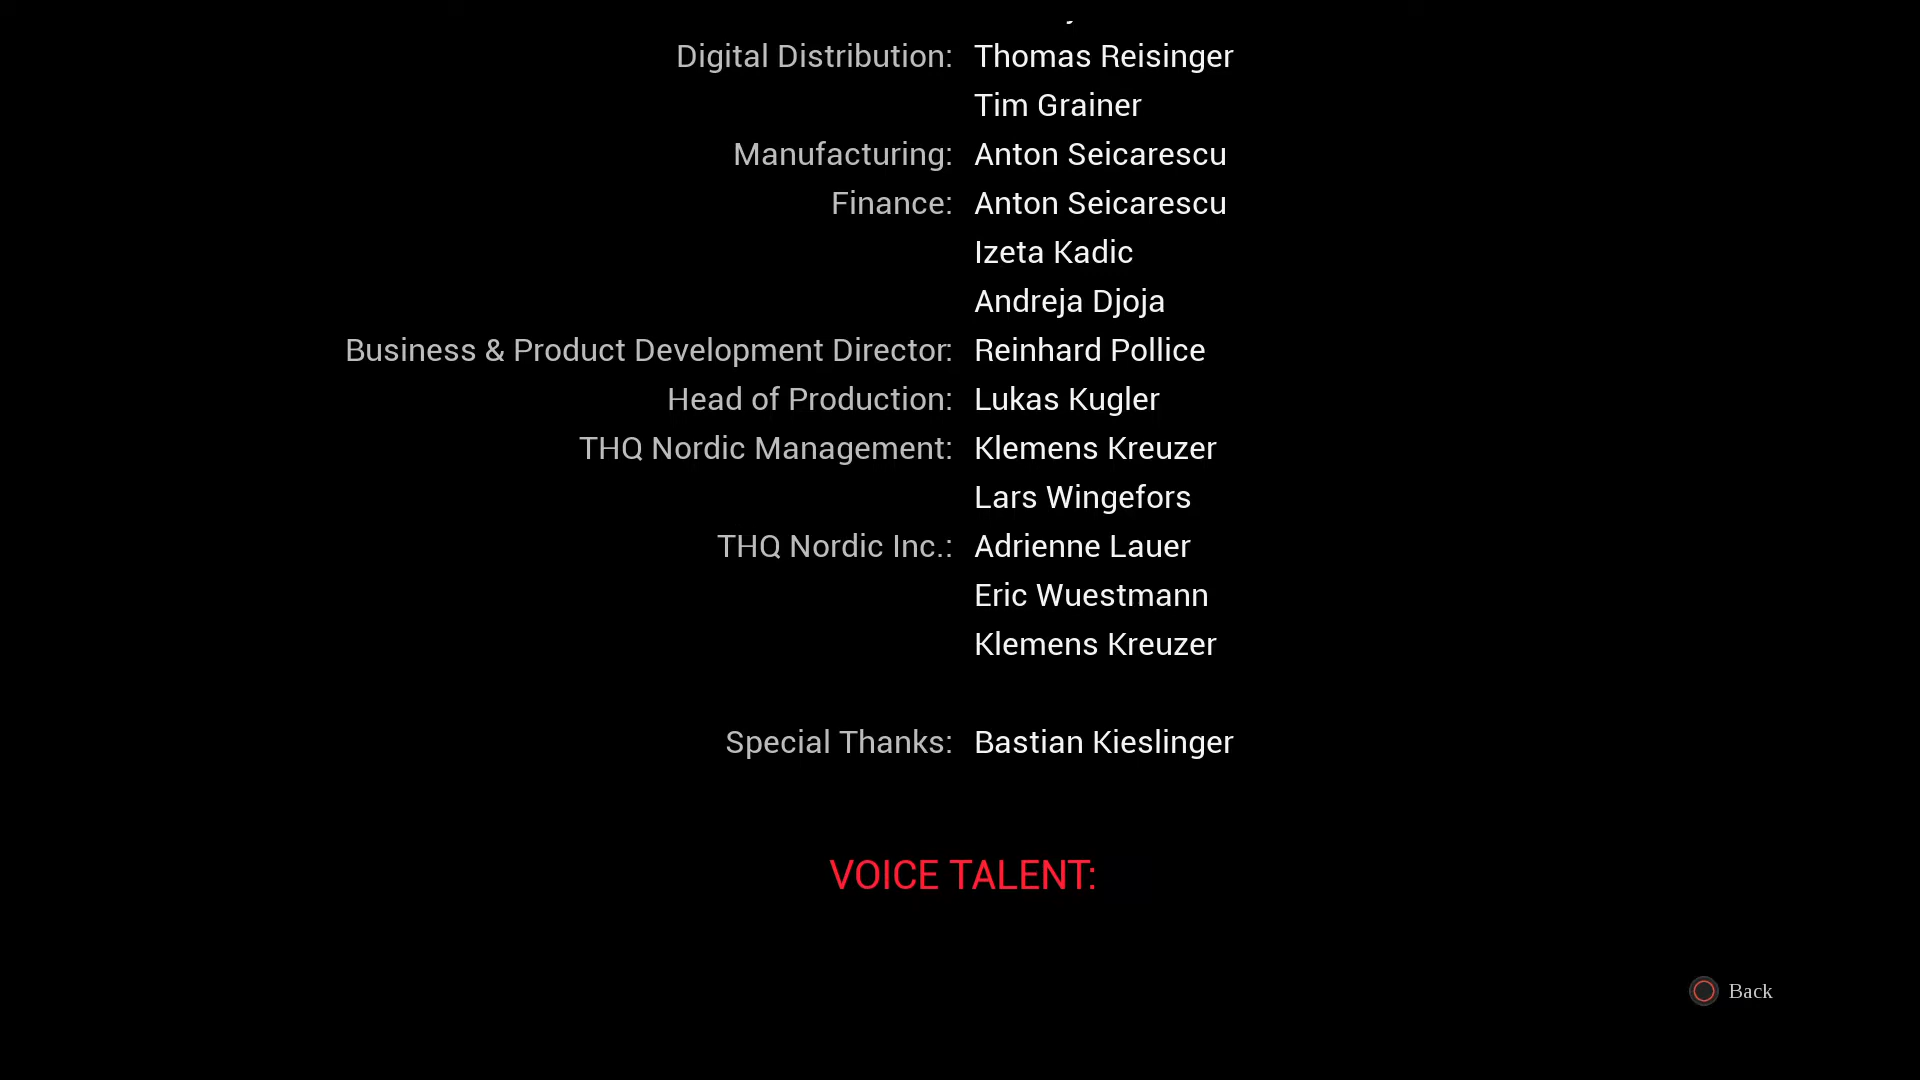 Digital Distribution: Thomas Reisinger
Tim Grainer
Manufacturing: Anton Seicarescu
Finance: Anton Seicarescu
Izeta Kadic
Andreja Djoja
Business & Product Development Director: Reinhard Pollice
Head of Production: Lukas Kugler
THQ Nordic Management: Klemens Kreuzer
Lars Wingefors
THQ Nordic Inc.: Adrienne Lauer
Eric Wuestmann
Klemens Kreuzer
Special Thanks: Bastian Kieslinger
VOICE TALENT:
Back